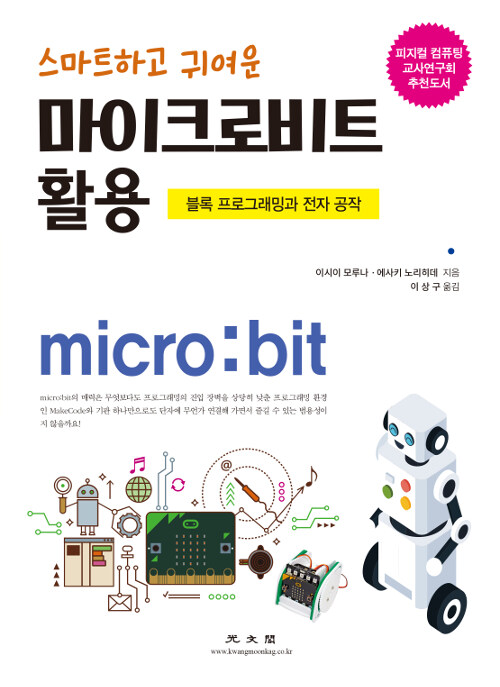 스마트하고 귀여운
피지컬 컴퓨팅
교사연구회
추천도서
마이크로비트
활용
블록 프로그래밍과 전자 공작
이시이 모루나 · 에사키 노리히데 지음
이 상 구 옮김
micro:bit
micro:bit의 매력은 무엇보다도 프로그래밍의 진입 장벽을 상당히 낮춘 프로그래밍 환경
인 MakeCode와 기판 하나만으로도 단자에 무언가 연결해 가면서 즐길 수 있는 범용성이
지 않을까요!
@
光文閣
www.kwangmoonkag.co.kr